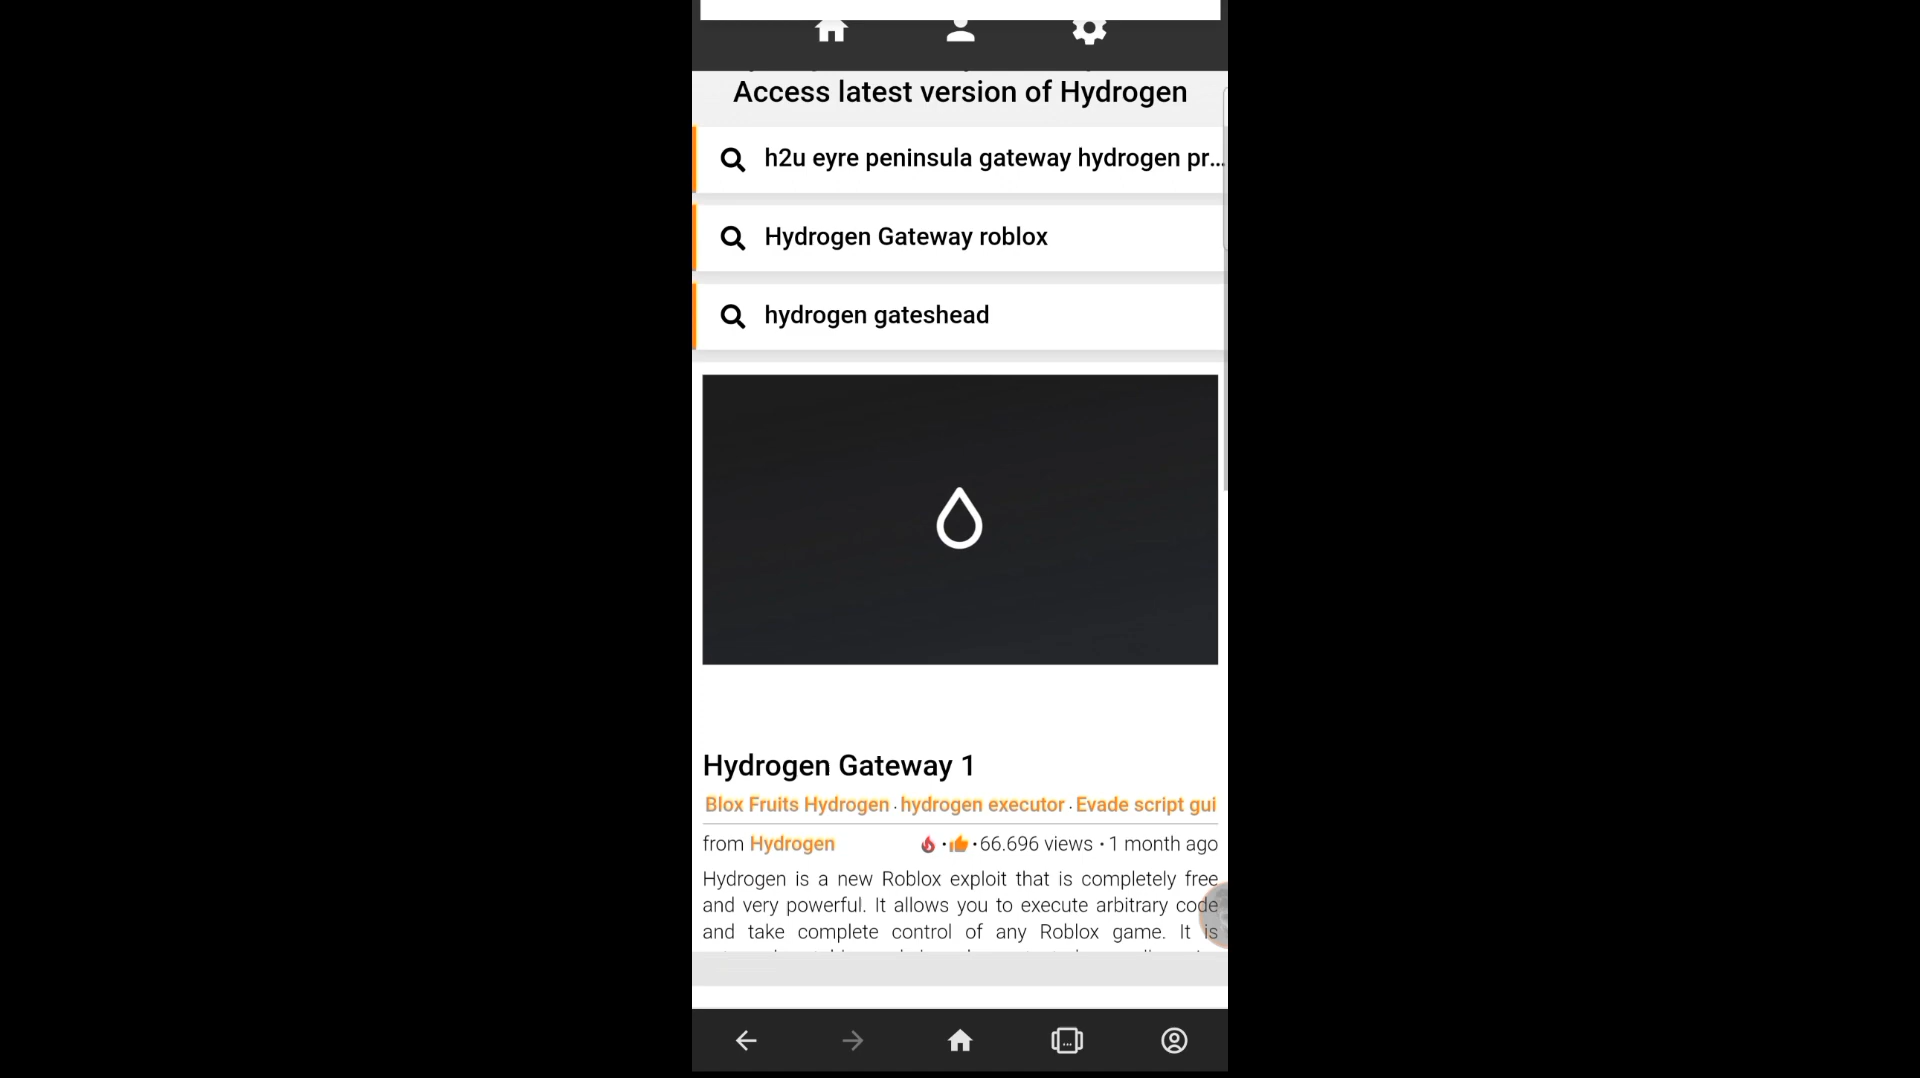 Access latest version of Hydrogen
h2u eyre peninsula gateway hydrogen pr...
Hydrogen Gateway roblox
hydrogen gateshead
Hydrogen Gateway 1
Blox Fruits Hydrogen · hydrogen executor · Evade script gui
from Hydrogen • • 66.696 views • 1 month ago
Hydrogen is a new Roblox exploit that is completely free
and very powerful. It allows you to execute arbitrary code
and take complete control of any Roblox game. It is